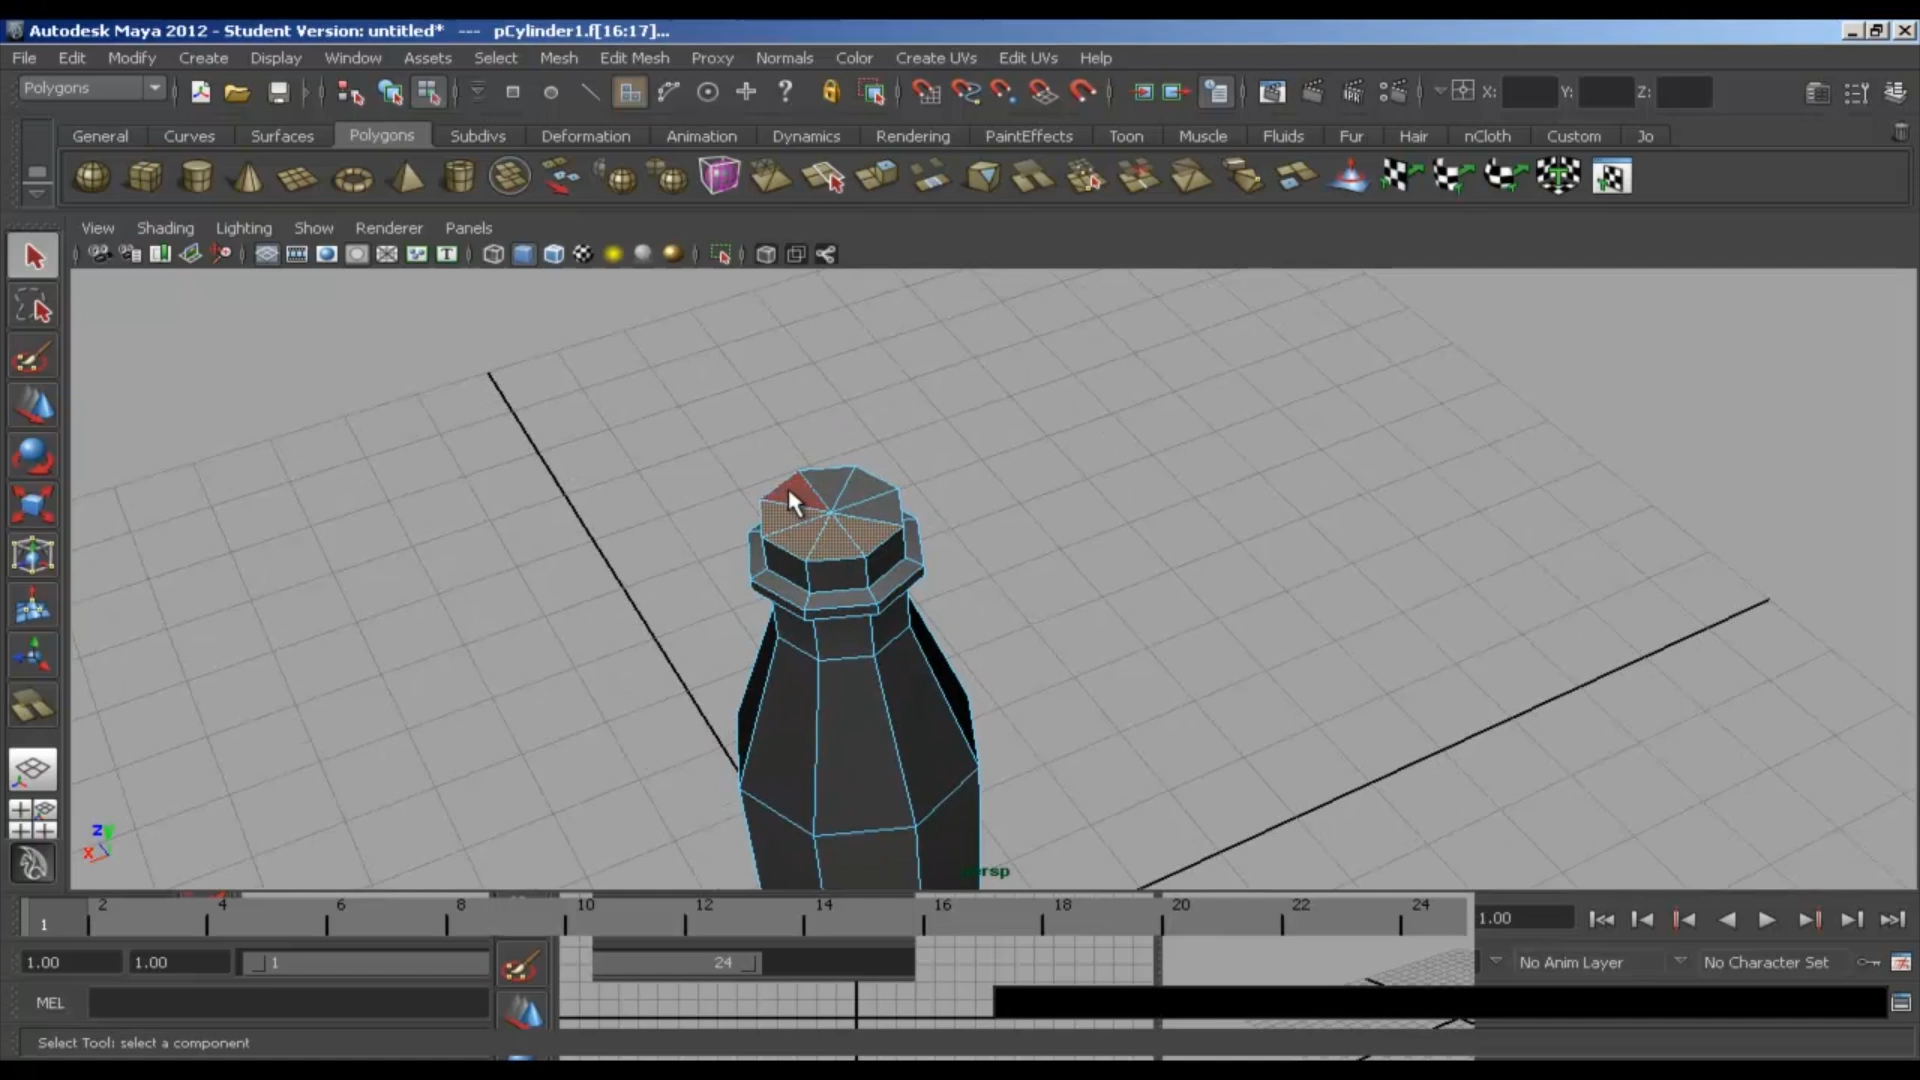 Autodesk Maya 2012 - Student Version: untitled* --- pCylinder1.f[16:17]...
File Edit Modify Create Display Window Assets Select Mesh Edit Mesh Proxy Normals Color Create UVs Edit UVs Help
Polygons X: Y: Z:
General Curves Surfaces Polygons Subdivs Deformation Animation Dynamics Rendering PaintEffects Toon Muscle Fluids Fur Hair nCloth Custom Jo
View Shading Lighting Show Renderer Panels
2 4 6 8 10 12 14 16 18 20 22 24
1 1.00
1.00 1.00 1 24 No Anim Layer No Character Set
MEL
Select Tool: select a component